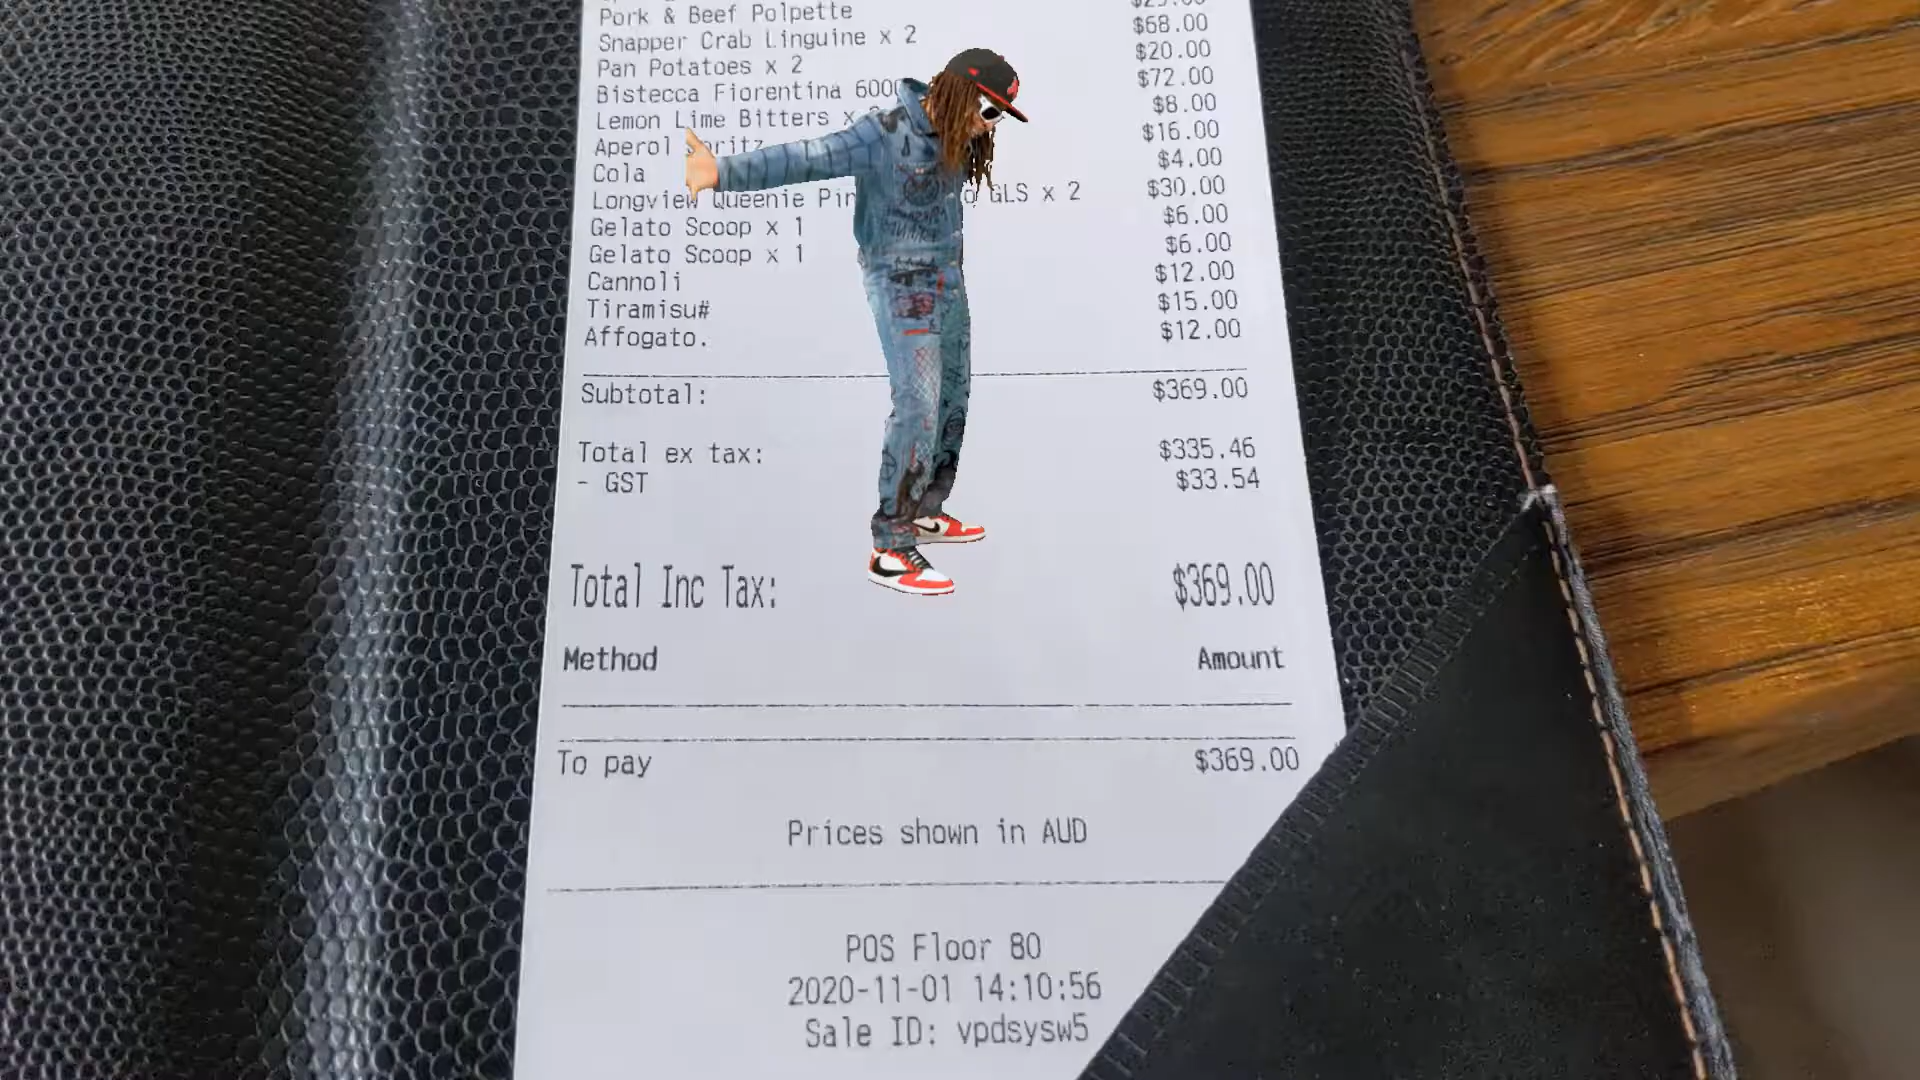 Pork & Beef Polpette
Snapper Crab Linguine x 2 $68.00
Pan Potatoes x 2 $20.00
Bistecca Fiorentina $72.00
Lemon Lime Bitters x $8.00
Aperol Spritz $16.00
Cola $4.00
Longview Queenie GLS x 2 $30.00
Gelato Scoop x 1 $6.00
Gelato Scoop x 1 $6.00
Cannoli $12.00
Tiramisu# $15.00
Affogato. $12.00
Subtotal: $369.00
Total ex tax: $335.46
- GST $33.54
Total Inc Tax: $369.00
Method Amount
To pay $369.00
Prices shown in AUD
POS Floor 80
2020-11-01 14:10:56
Sale ID: vpdsysw5